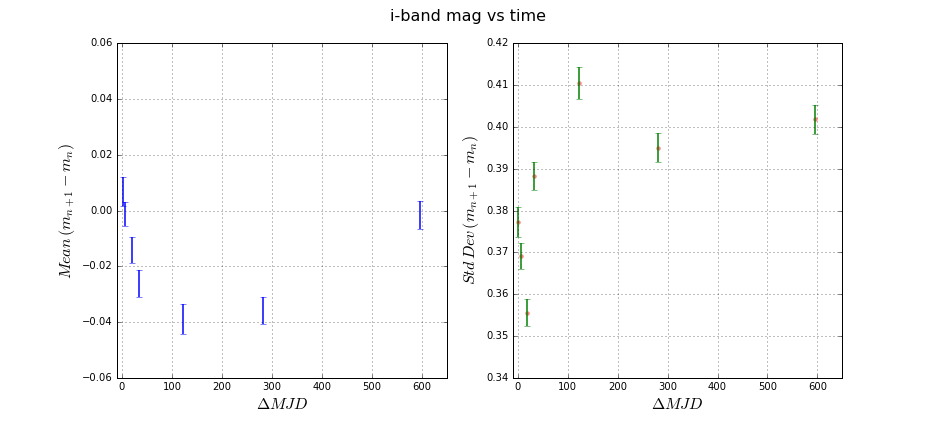 i-band mag vs time
0.06
0.04
0.02
0.00
−0.02
−0.04
−0.06
0 100 200 300 400 500 600
Mean (m_{n+1} − m_n)
ΔMJD
0.42
0.41
0.40
0.39
0.38
0.37
0.36
0.35
0.34
0 100 200 300 400 500 600
Std Dev (m_{n+1} − m_n)
ΔMJD